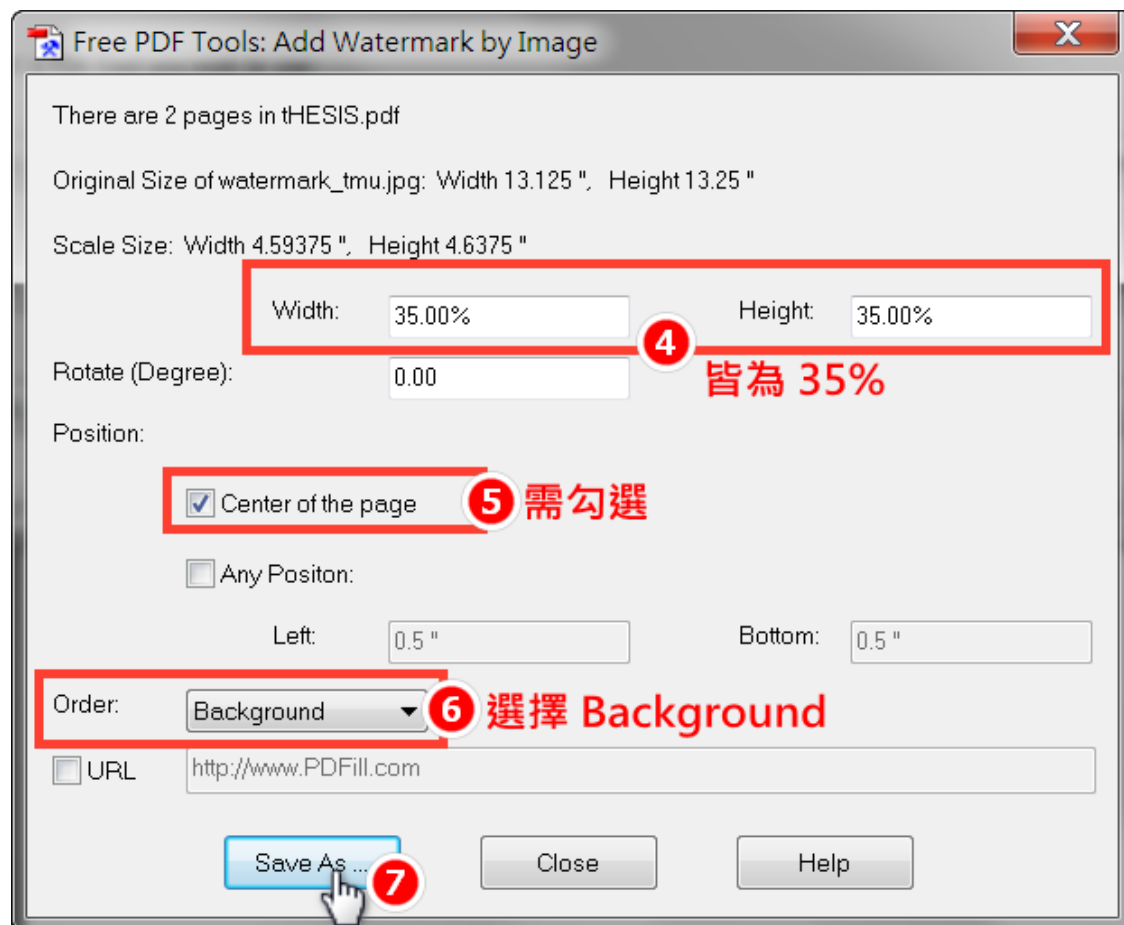 Free PDF Tools: Add Watermark by Image
There are 2 pages in tHESIS.pdf
Original Size of watermark_tmu.jpg: Width 13.125 ", Height 13.25 "
Scale Size: Width 4.59375 ", Height 4.6375 "
Width: 35.00% Height: 35.00%
4 皆為 35%
Rotate (Degree): 0.00
Position:
Center of the page 5 需勾選
Any Positon:
Left: 0.5 " Bottom: 0.5 "
Order: Background 6 選擇 Background
URL http://www.PDFill.com
Save As ... 7 Close Help